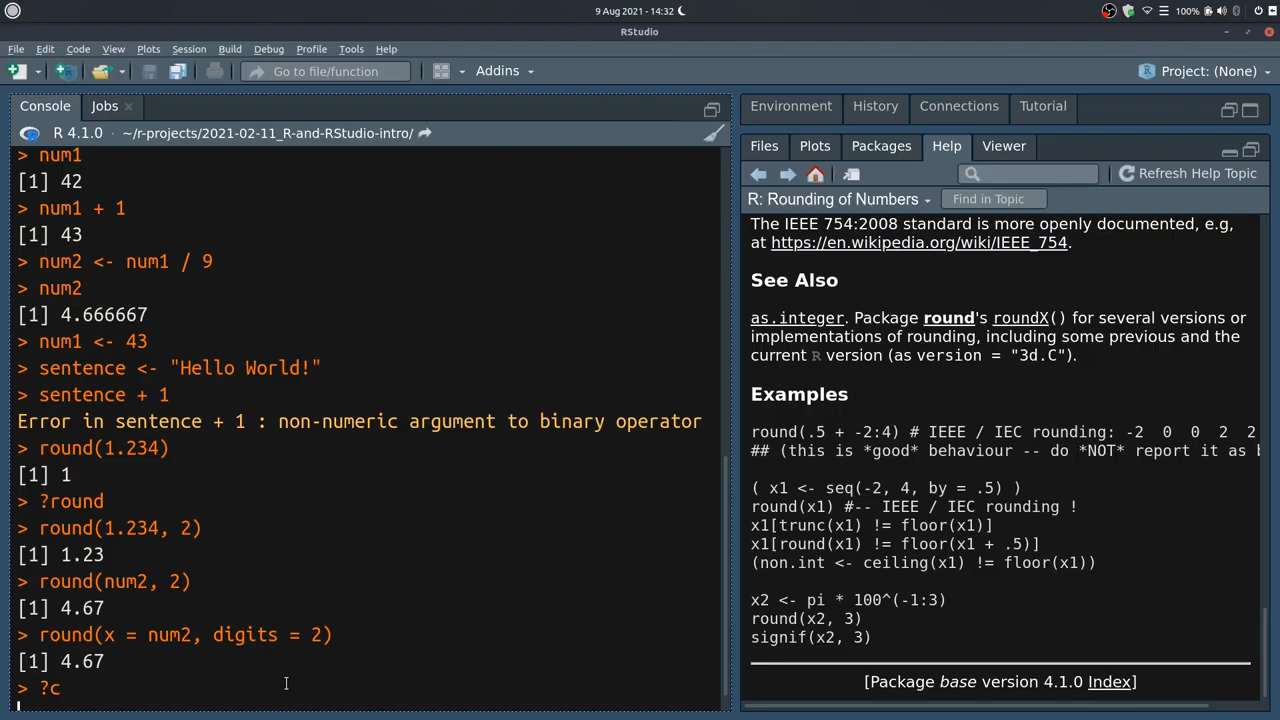 9 Aug 2021 - 14:32
100%
RStudio
File Edit Code View Plots Session Build Debug Profile Tools Help
Go to file/function
Addins
Project: (None)
Console Jobs
R 4.1.0 · ~/r-projects/2021-02-11_R-and-RStudio-intro/
> num1
[1] 42
> num1 + 1
[1] 43
> num2 <- num1 / 9
> num2
[1] 4.666667
> num1 <- 43
> sentence <- "Hello World!"
> sentence + 1
Error in sentence + 1 : non-numeric argument to binary operator
> round(1.234)
[1] 1
> ?round
> round(1.234, 2)
[1] 1.23
> round(num2, 2)
[1] 4.67
> round(x = num2, digits = 2)
[1] 4.67
> ?c
Environment History Connections Tutorial
Files Plots Packages Help Viewer
Refresh Help Topic
R: Rounding of Numbers
Find in Topic
The IEEE 754:2008 standard is more openly documented, e.g,
at https://en.wikipedia.org/wiki/IEEE_754.
See Also
as.integer. Package round's roundX() for several versions or
implementations of rounding, including some previous and the
current R version (as version = "3d.C").
Examples
round(.5 + -2:4) # IEEE / IEC rounding: -2 0 0 2 2
## (this is *good* behaviour -- do *NOT* report it as b
( x1 <- seq(-2, 4, by = .5) )
round(x1) #-- IEEE / IEC rounding !
x1[trunc(x1) != floor(x1)]
x1[round(x1) != floor(x1 + .5)]
(non.int <- ceiling(x1) != floor(x1))
x2 <- pi * 100^(-1:3)
round(x2, 3)
signif(x2, 3)
[Package base version 4.1.0 Index]